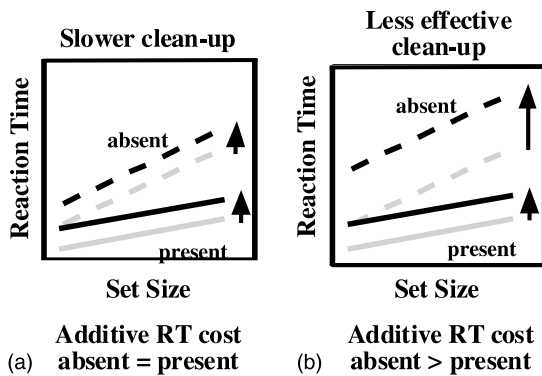 Slower clean-up
Reaction Time
absent
present
Set Size
(a)
Additive RT cost
absent = present
Less effective
clean-up
Reaction Time
absent
present
Set Size
(b)
Additive RT cost
absent > present